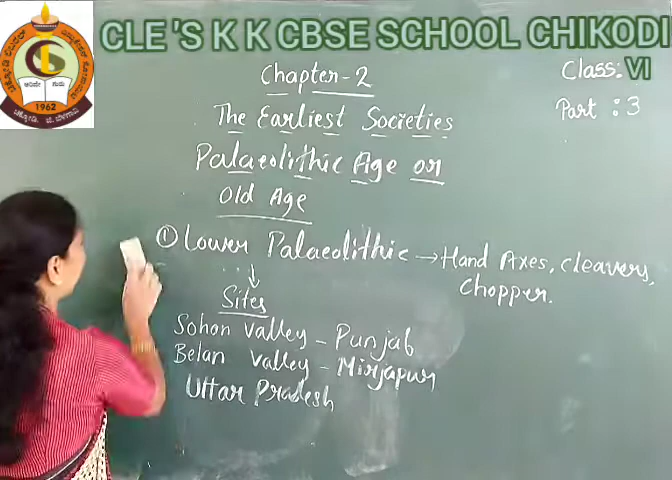 CLE'S K K CBSE SCHOOL CHIKODI
1962
Chapter-2
Class: VI
Part : 3
The Earliest Societies
Palaeolithic Age or
Old Age
① Lower Palaeolithic → Hand Axes, Cleavers,
Chopper.
Sites
Sohan Valley - Punjab
Belan Valley - Mirjapur
Uttar Pradesh